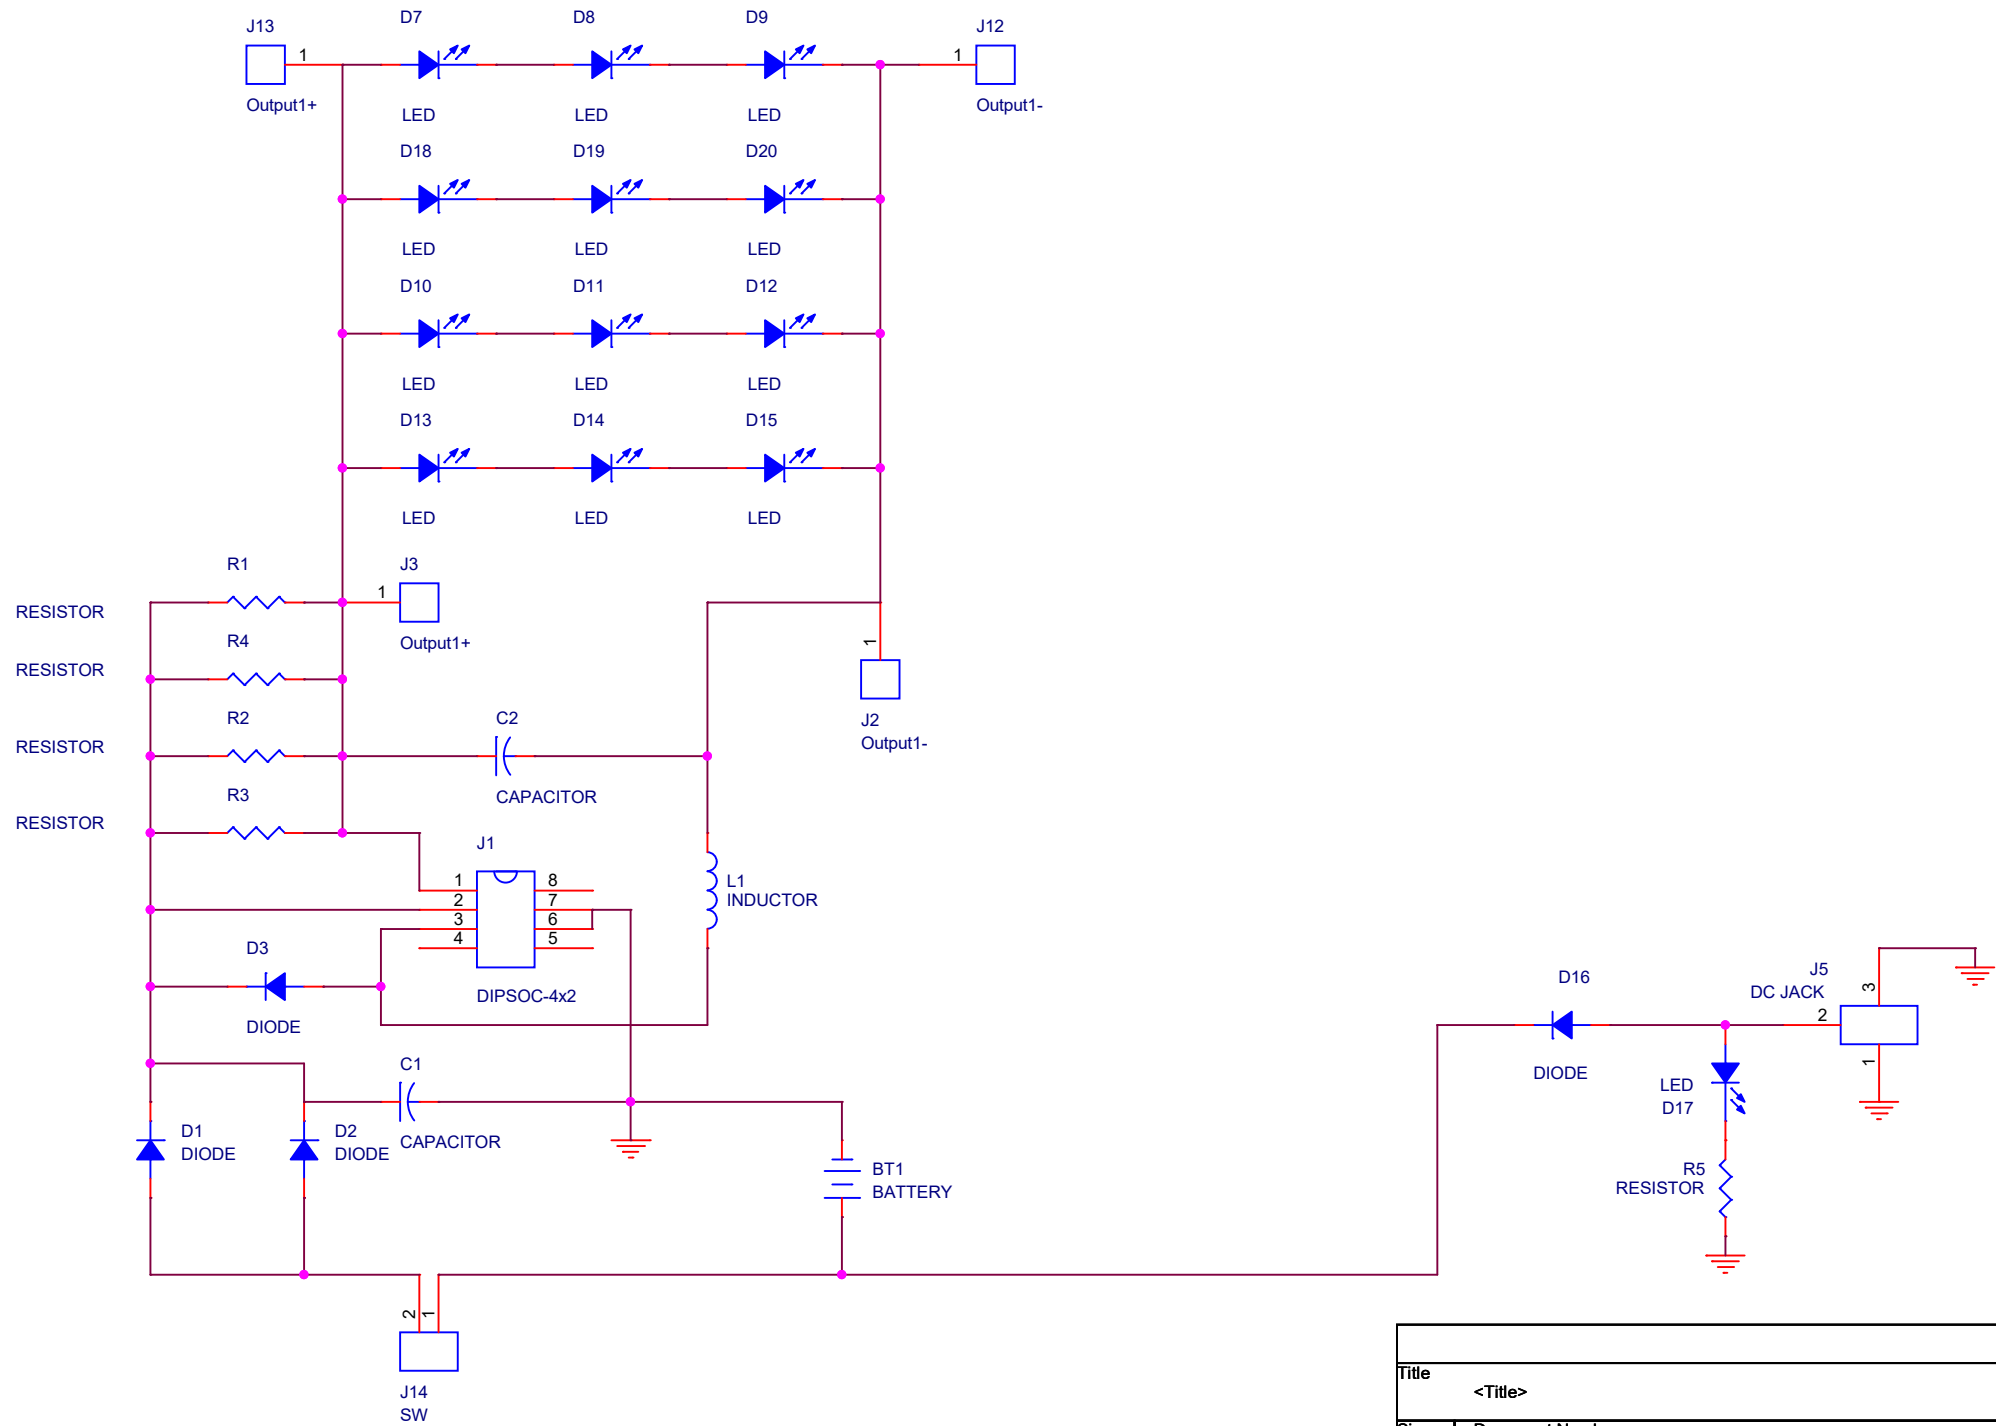 D7
D8
D9
J13
J12
1
1
Output1+
LED
LED
LED
Output1-
D18
D19
D20
LED
LED
LED
D10
D11
D12
LED
LED
LED
D13
D14
D15
LED
LED
LED
R1
J3
1
RESISTOR
R4
Output1+
1
RESISTOR
R2
C2
J2
Output1-
RESISTOR
R3
CAPACITOR
RESISTOR
J1
1
8
L1
INDUCTOR
2
7
3
6
4
5
D3
DIPSOC-4x2
DIODE
D16
J5
DC JACK
3
2
1
DIODE
LED
D17
C1
D1
DIODE
D2
DIODE
CAPACITOR
BT1
BATTERY
R5
RESISTOR
2
1
J14
SW
Title
<Title>